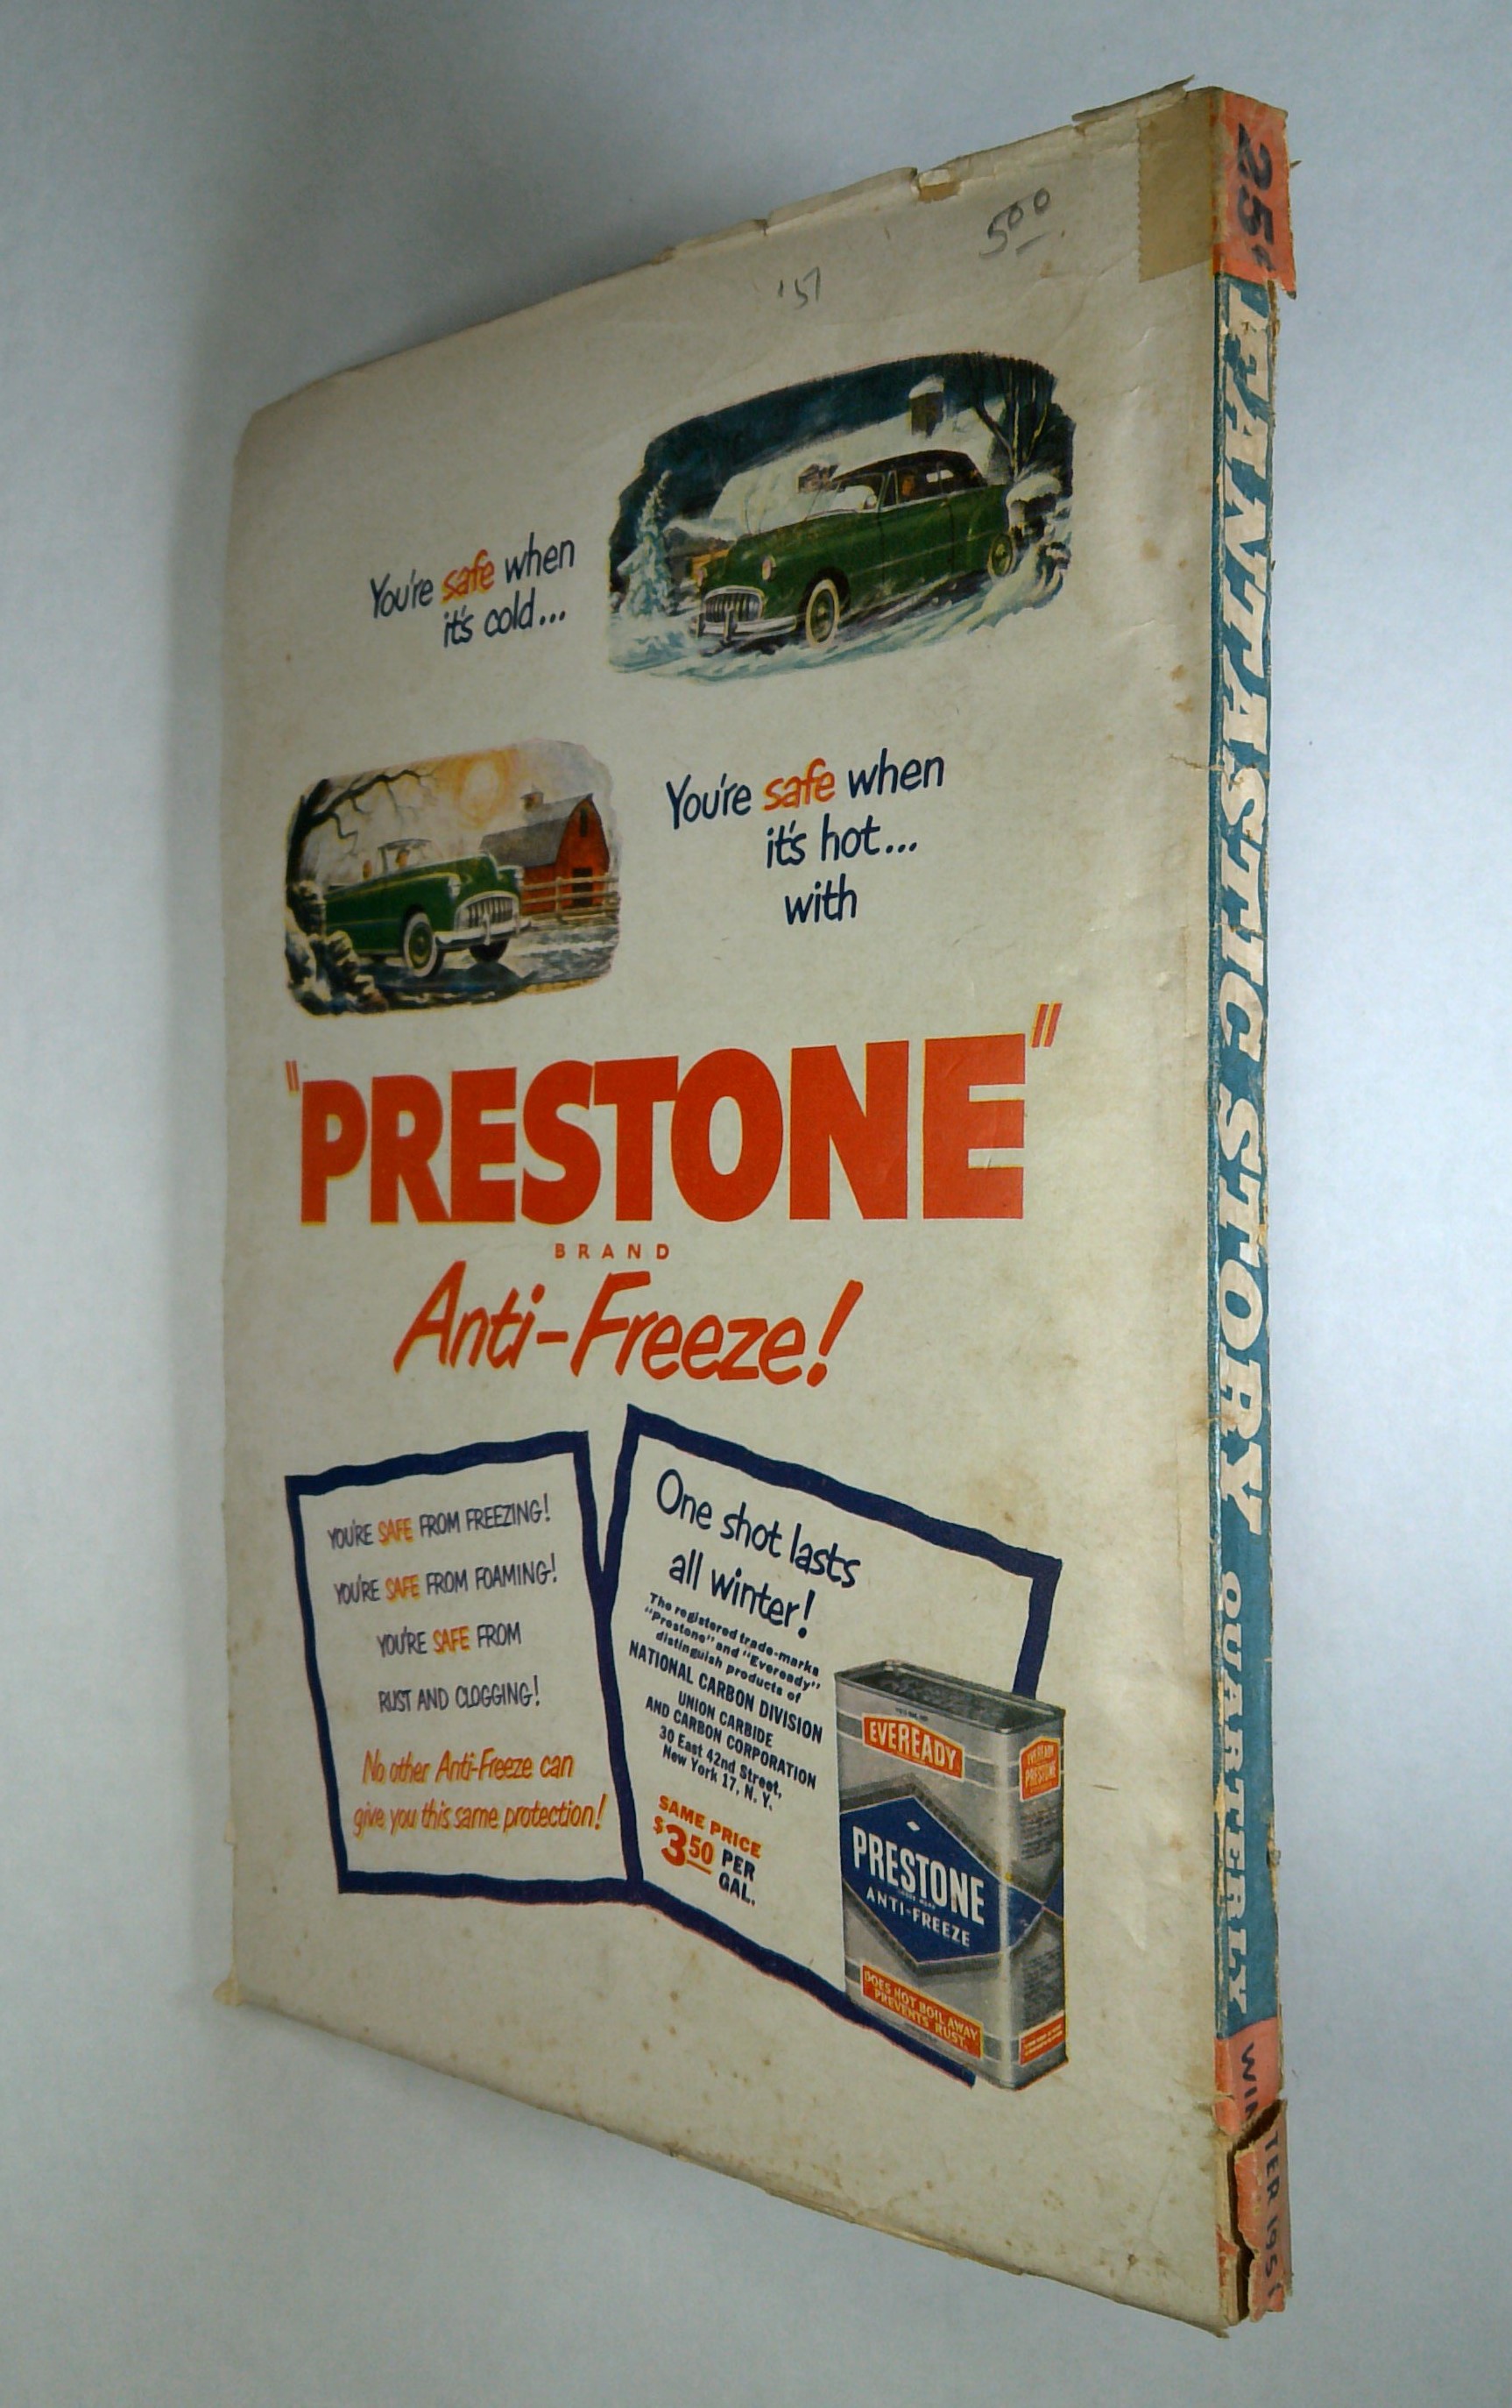 5⁰⁰
'51
You're safe when
it's cold...
You're safe when
it's hot...
with
"PRESTONE"
BRAND
Anti-Freeze!
YOU'RE SAFE FROM FREEZING!
YOU'RE SAFE FROM FOAMING!
YOU'RE SAFE FROM
RUST AND CLOGGING!
No other Anti-Freeze can
give you this same protection!
One shot lasts
all winter!
The registered trade-marks
"Prestone" and "Eveready"
distinguish products of
NATIONAL CARBON DIVISION
UNION CARBIDE
AND CARBON CORPORATION
30 East 42nd Street,
New York 17, N. Y.
SAME PRICE
$3.50 PER
GAL.
EVEREADY
PRESTONE
ANTI-FREEZE
DOES NOT BOIL AWAY
PREVENTS RUST
EVEREADY
PRESTONE
25¢
FANTASTIC STORY QUARTERLY
WINTER 1951